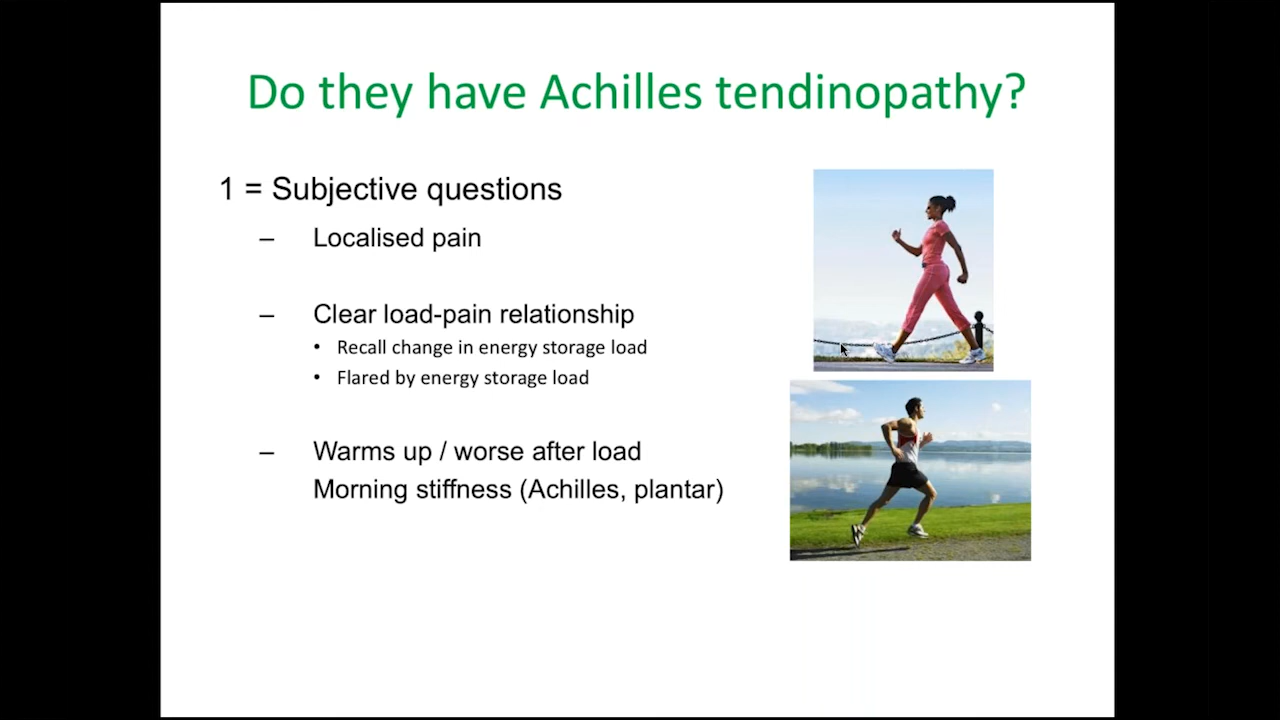 Do they have Achilles tendinopathy?
1 = Subjective questions
– Localised pain
– Clear load-pain relationship
• Recall change in energy storage load
• Flared by energy storage load
– Warms up / worse after load
Morning stiffness (Achilles, plantar)